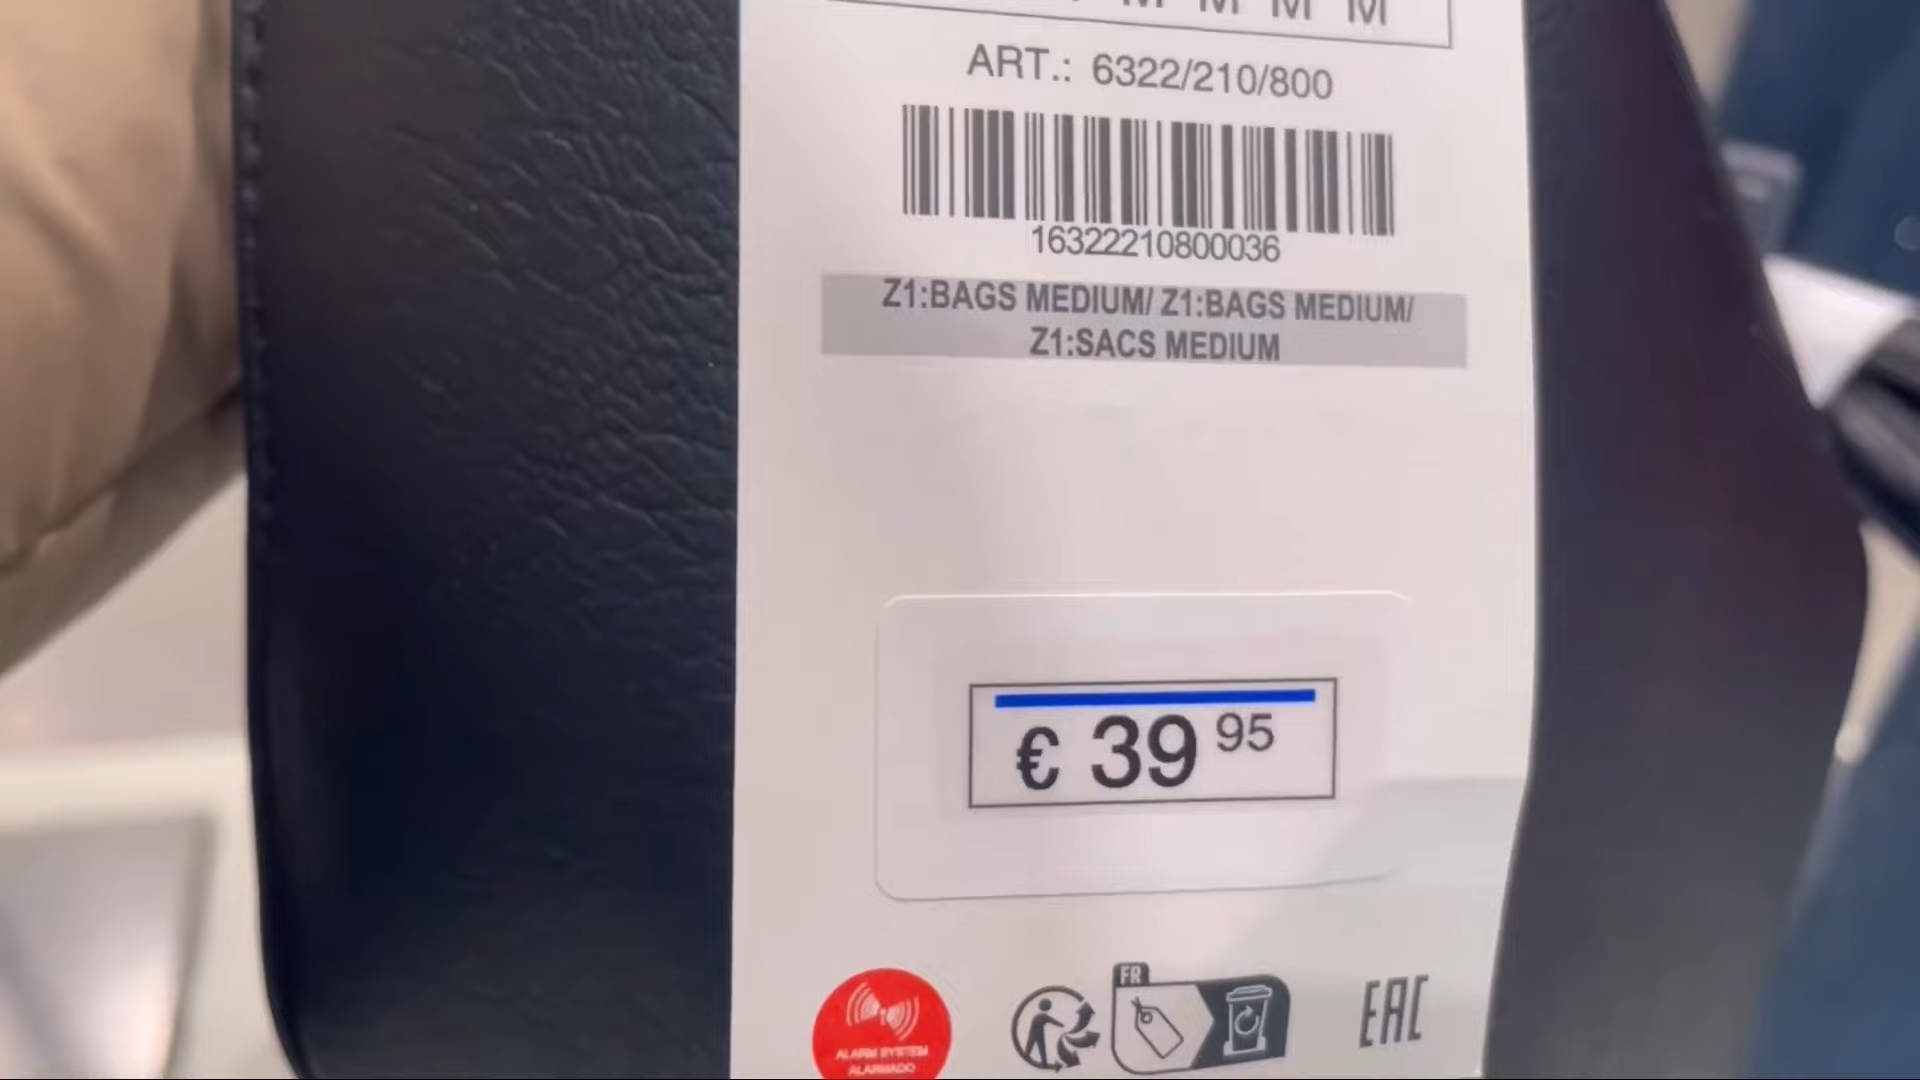 M M M M
ART.: 6322/210/800
16322210800036
Z1:BAGS MEDIUM/ Z1:BAGS MEDIUM/
Z1:SACS MEDIUM
€ 39 95
FR
EAC
ALARM SYSTEM
ALARMADO